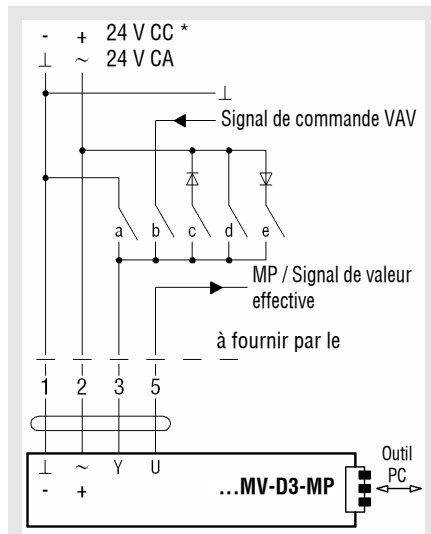 - + 24 V CC *
⊥ ~ 24 V CA
⊥
Signal de commande VAV
a b c d e
MP / Signal de valeur
effective
à fournir par le
1 2 3 5
⊥ ~ Y U
- +
...MV-D3-MP
Outil
PC